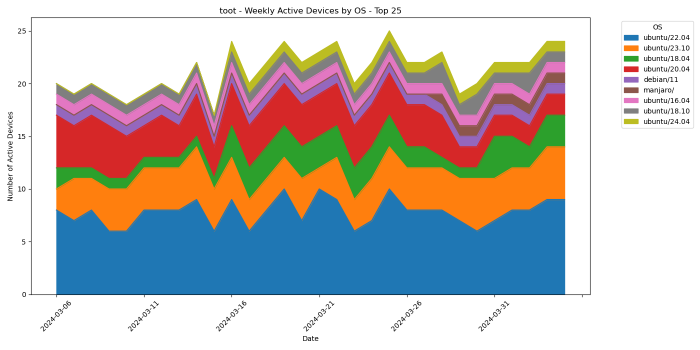 toot - Weekly Active Devices by OS - Top 25
Number of Active Devices
25
20
15
10
5
0
2024-03-06
2024-03-11
2024-03-16
2024-03-21
2024-03-26
2024-03-31
Date
OS
ubuntu/22.04
ubuntu/23.10
ubuntu/18.04
ubuntu/20.04
debian/11
manjaro/
ubuntu/16.04
ubuntu/18.10
ubuntu/24.04